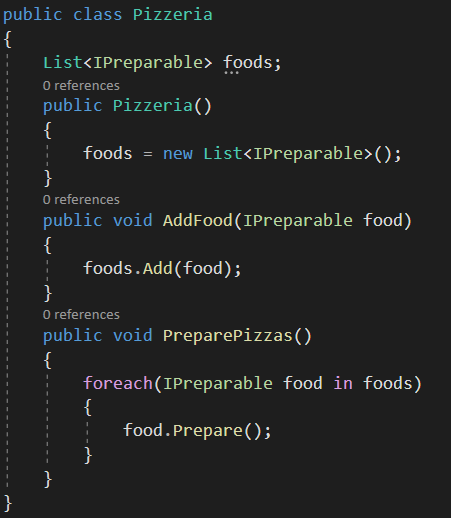 public class Pizzeria
{
List<IPreparable> foods;
0 references
public Pizzeria()
{
foods = new List<IPreparable>();
}
0 references
public void AddFood(IPreparable food)
{
foods.Add(food);
}
0 references
public void PreparePizzas()
{
foreach(IPreparable food in foods)
{
food.Prepare();
}
}
}